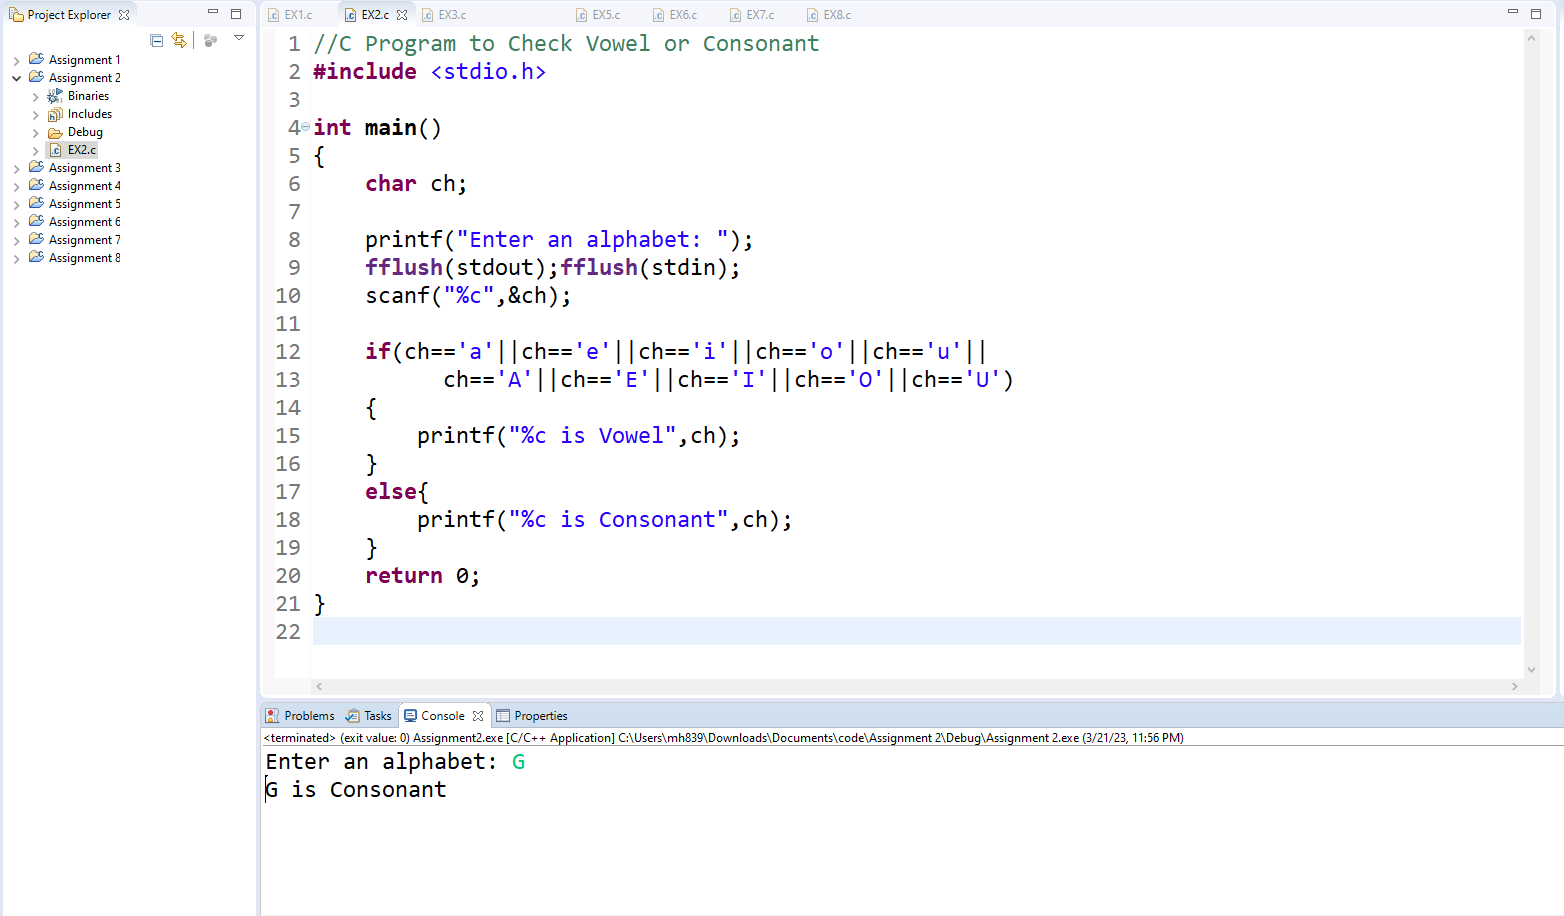 Project Explorer
Assignment 1
Assignment 2
Binaries
Includes
Debug
EX2.c
Assignment 3
Assignment 4
Assignment 5
Assignment 6
Assignment 7
Assignment 8
EX1.c EX2.c EX3.c EX5.c EX6.c EX7.c EX8.c
1 //C Program to Check Vowel or Consonant
2 #include <stdio.h>
3
4 int main()
5 {
6     char ch;
7
8     printf("Enter an alphabet: ");
9     fflush(stdout);fflush(stdin);
10     scanf("%c",&ch);
11
12     if(ch=='a'||ch=='e'||ch=='i'||ch=='o'||ch=='u'||
13           ch=='A'||ch=='E'||ch=='I'||ch=='O'||ch=='U')
14     {
15         printf("%c is Vowel",ch);
16     }
17     else{
18         printf("%c is Consonant",ch);
19     }
20     return 0;
21 }
22
Problems Tasks Console Properties
<terminated> (exit value: 0) Assignment2.exe [C/C++ Application] C:\Users\mh839\Downloads\Documents\code\Assignment 2\Debug\Assignment 2.exe (3/21/23, 11:56 PM)
Enter an alphabet: G
G is Consonant